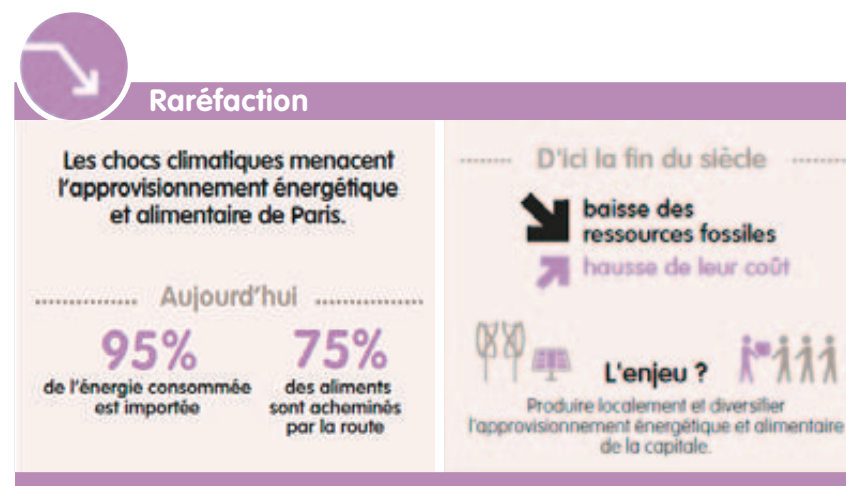 Raréfaction
Les chocs climatiques menacent
l'approvisionnement énergétique
et alimentaire de Paris.
Aujourd'hui
95%
de l'énergie consommée
est importée
75%
des aliments
sont acheminés
par la route
D'ici la fin du siècle
baisse des
ressources fossiles
hausse de leur coût
L'enjeu ?
Produire localement et diversifier
l'approvisionnement énergétique et alimentaire
de la capitale.